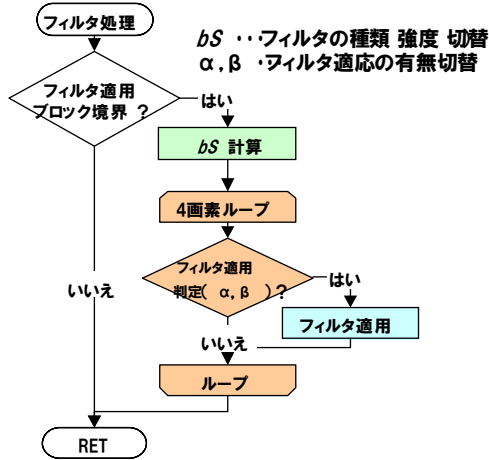 フィルタ処理
bS ‥・フィルタの種類 強度 切替
α,β ・フィルタ適応の有無切替
フィルタ適用
ブロック境界 ?
はい
bS 計算
4画素ループ
フィルタ適用
判定( α,β )?
はい
いいえ
フィルタ適用
いいえ
ループ
RET